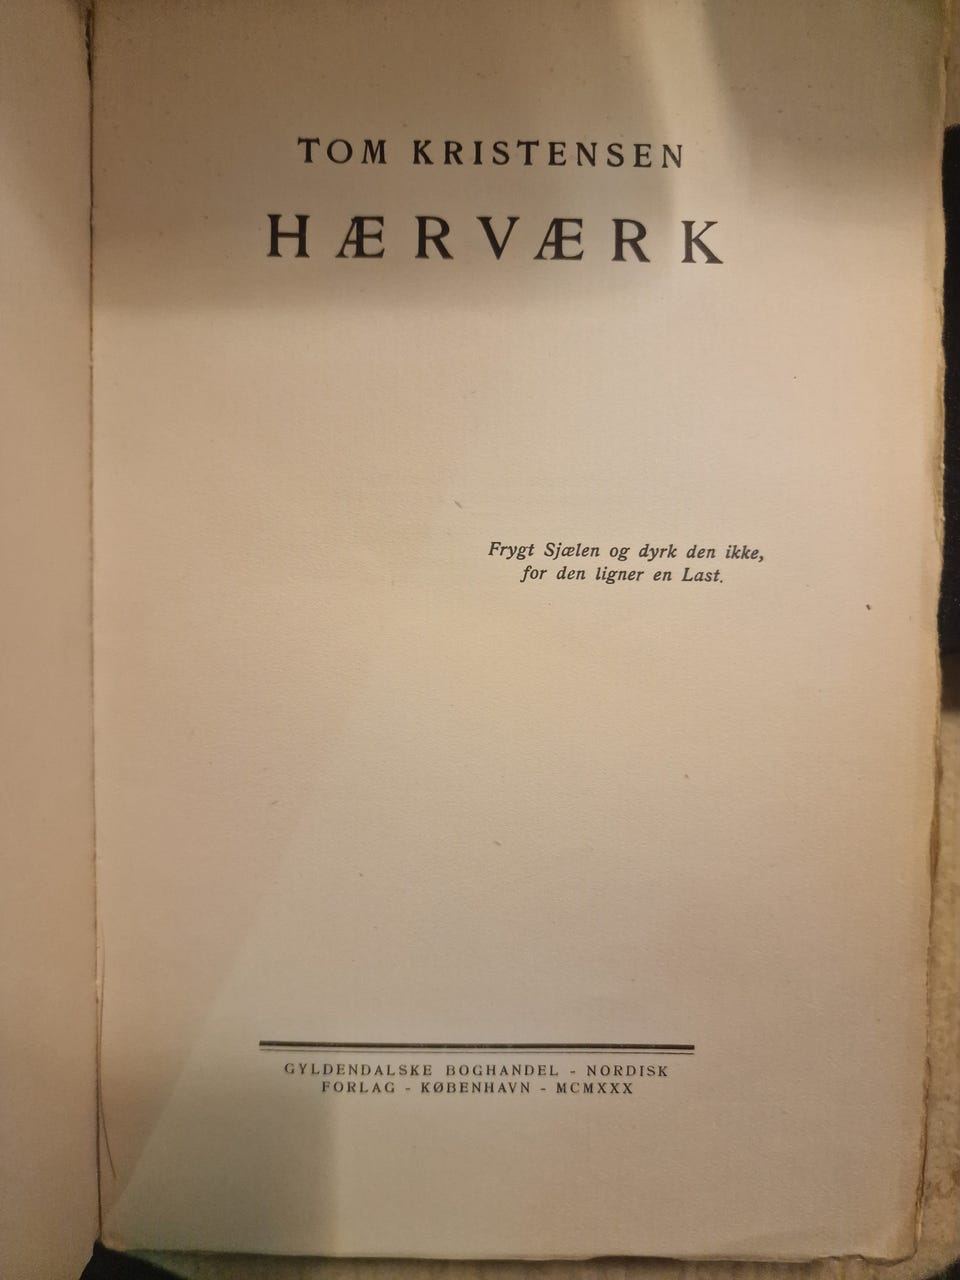 TOM KRISTENSEN
HÆRVÆRK
Frygt Sjælen og dyrk den ikke,
for den ligner en Last.
GYLDENDALSKE BOGHANDEL - NORDISK
FORLAG - KØBENHAVN - MCMXXX